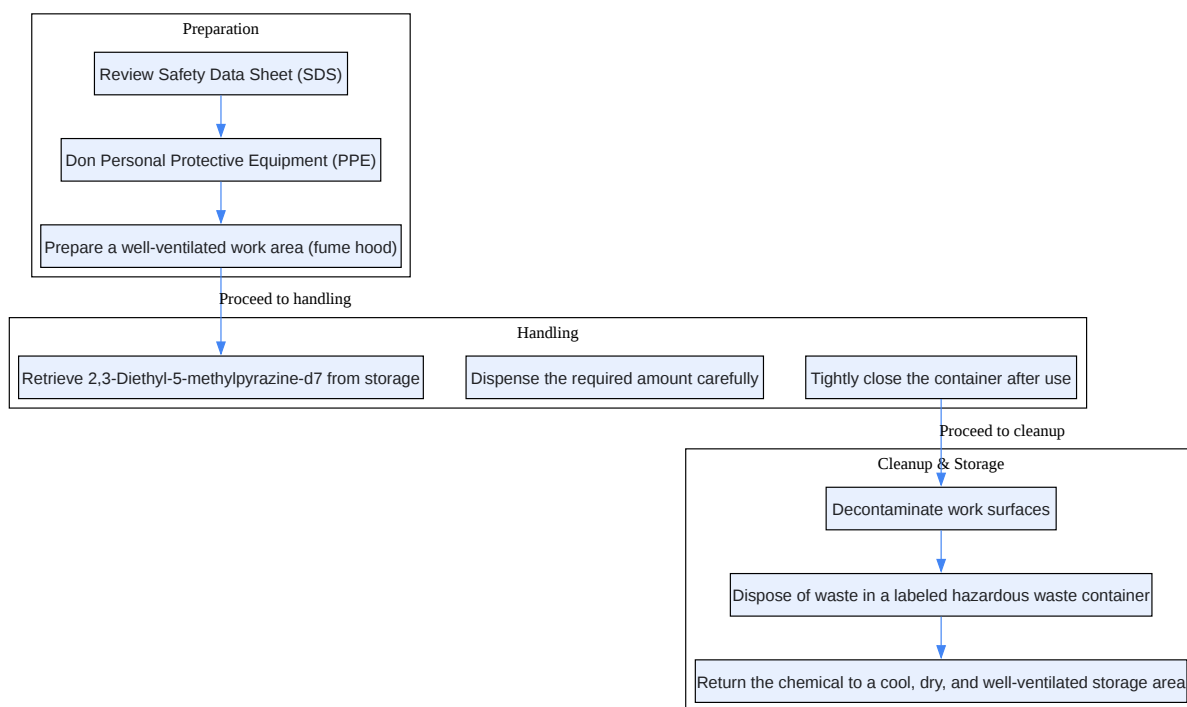 Preparation
Review Safety Data Sheet (SDS)
Don Personal Protective Equipment (PPE)
Prepare a well-ventilated work area (fume hood)
Proceed to handling
Handling
Retrieve 2,3-Diethyl-5-methylpyrazine-d7 from storage
Dispense the required amount carefully
Tightly close the container after use
Proceed to cleanup
Cleanup & Storage
Decontaminate work surfaces
Dispose of waste in a labeled hazardous waste container
Return the chemical to a cool, dry, and well-ventilated storage area